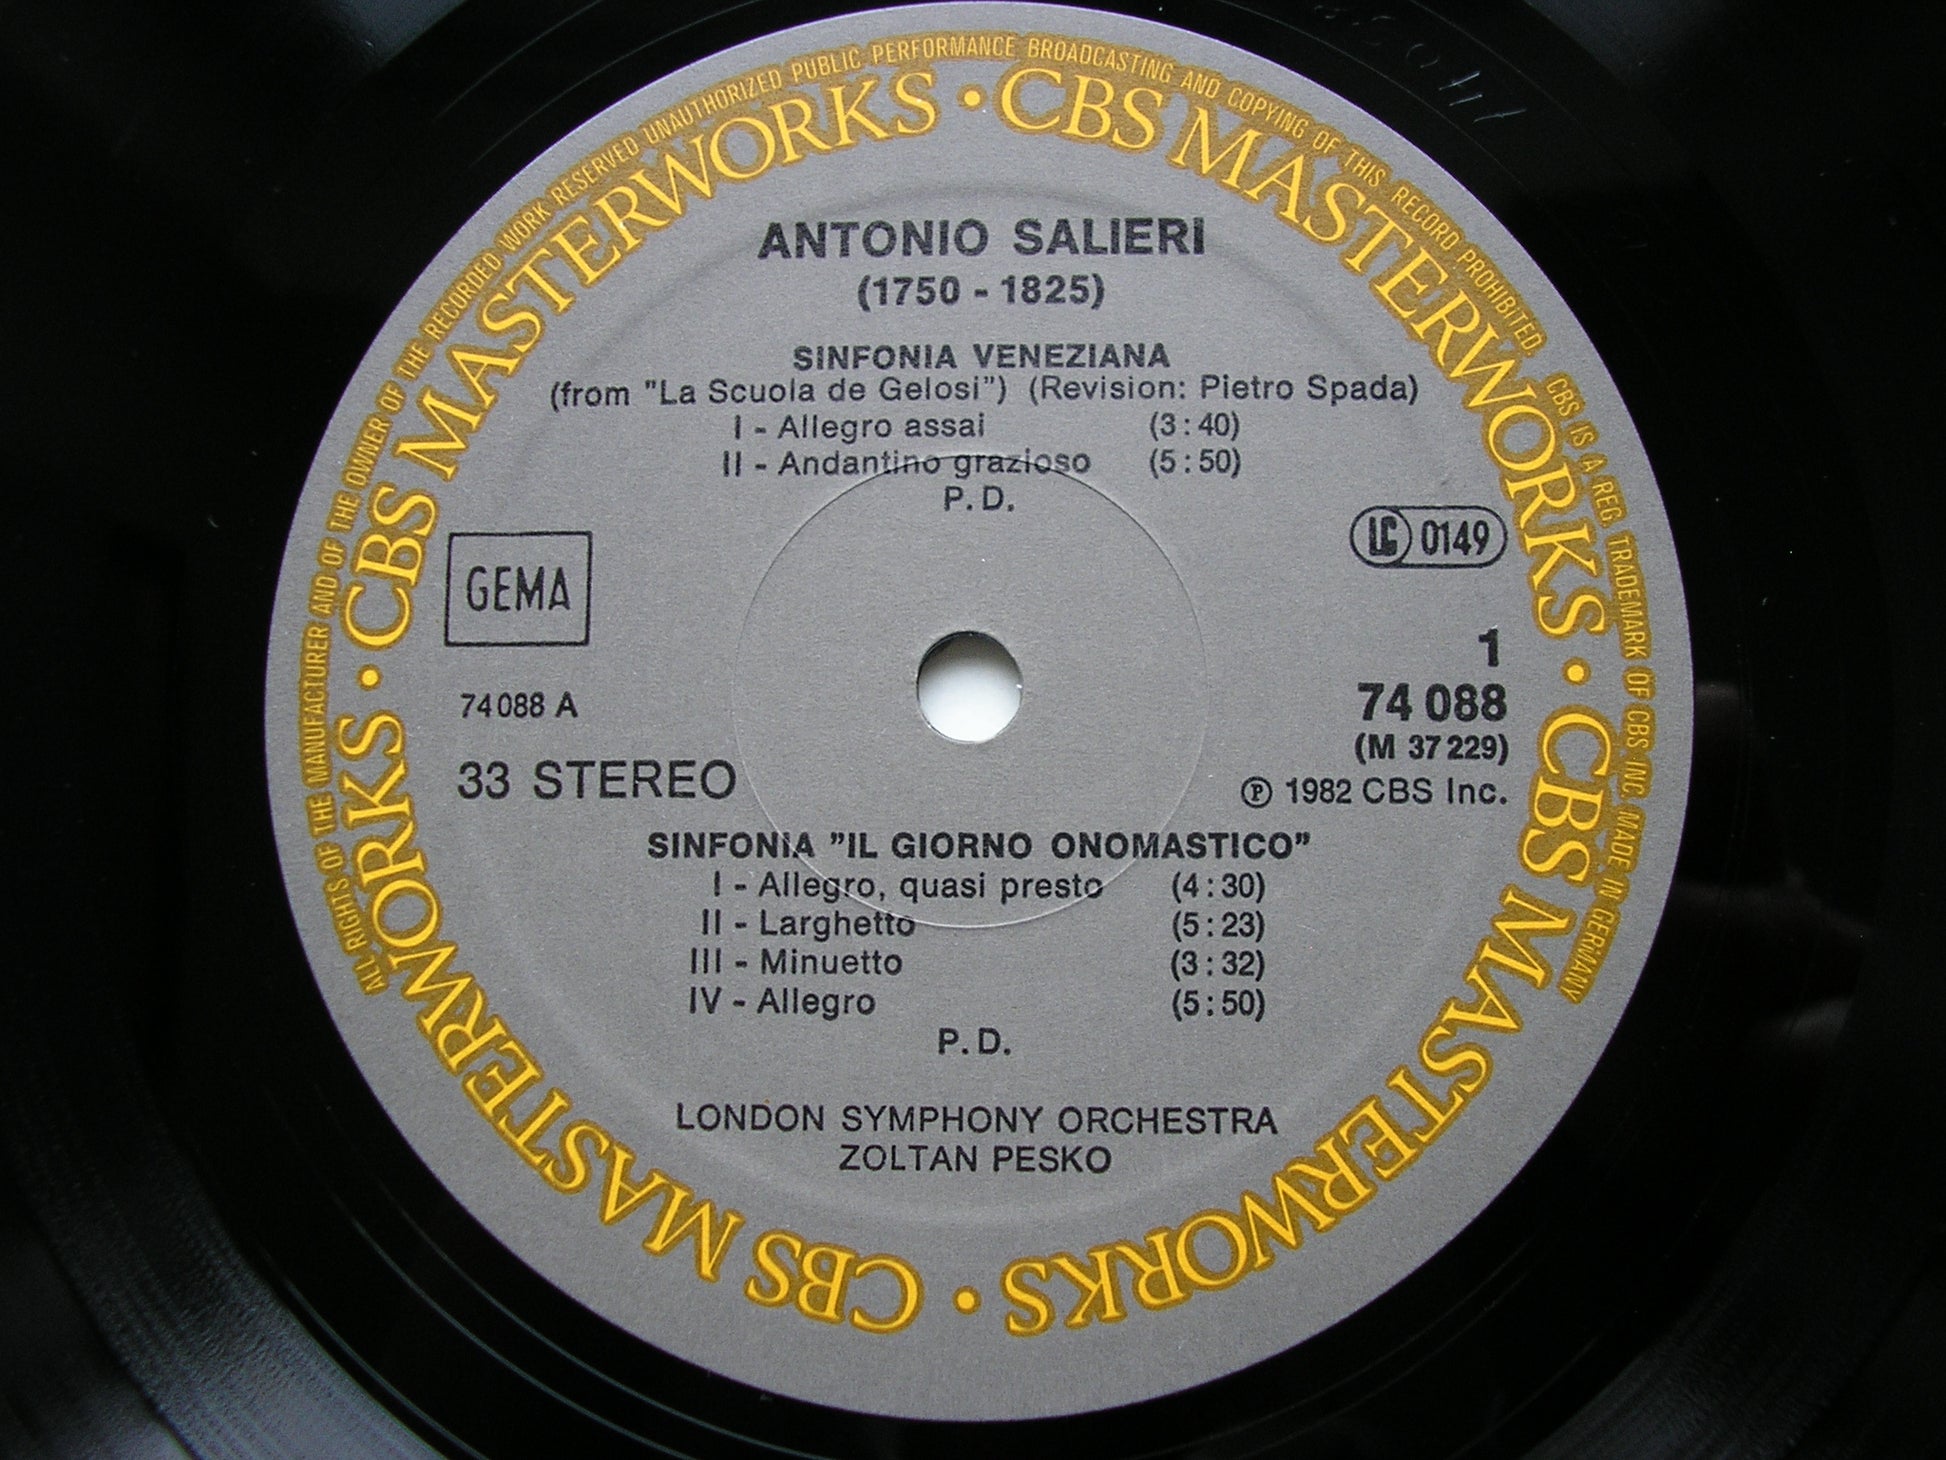 ALL RIGHTS OF THE MANUFACTURER AND OF THE OWNER OF THE RECORDED WORK RESERVED UNAUTHORIZED PUBLIC PERFORMANCE BROADCASTING AND COPYING OF THIS RECORD PROHIBITED.
CBS IS A REG. TRADEMARK OF CBS INC. MADE IN GERMANY
CBS MASTERWORKS • CBS MASTERWORKS • CBS MASTERWORKS • CBS MASTERWORKS •
ANTONIO SALIERI
(1750 - 1825)
SINFONIA VENEZIANA
(from "La Scuola de Gelosi") (Revision: Pietro Spada)
I - Allegro assai (3:40)
II - Andantino grazioso (5:50)
P.D.
GEMA
LC 0149
1
74 088 A
74 088
(M 37 229)
33 STEREO
℗ 1982 CBS Inc.
SINFONIA "IL GIORNO ONOMASTICO"
I - Allegro, quasi presto (4:30)
II - Larghetto (5:23)
III - Minuetto (3:32)
IV - Allegro (5:50)
P.D.
LONDON SYMPHONY ORCHESTRA
ZOLTAN PESKO